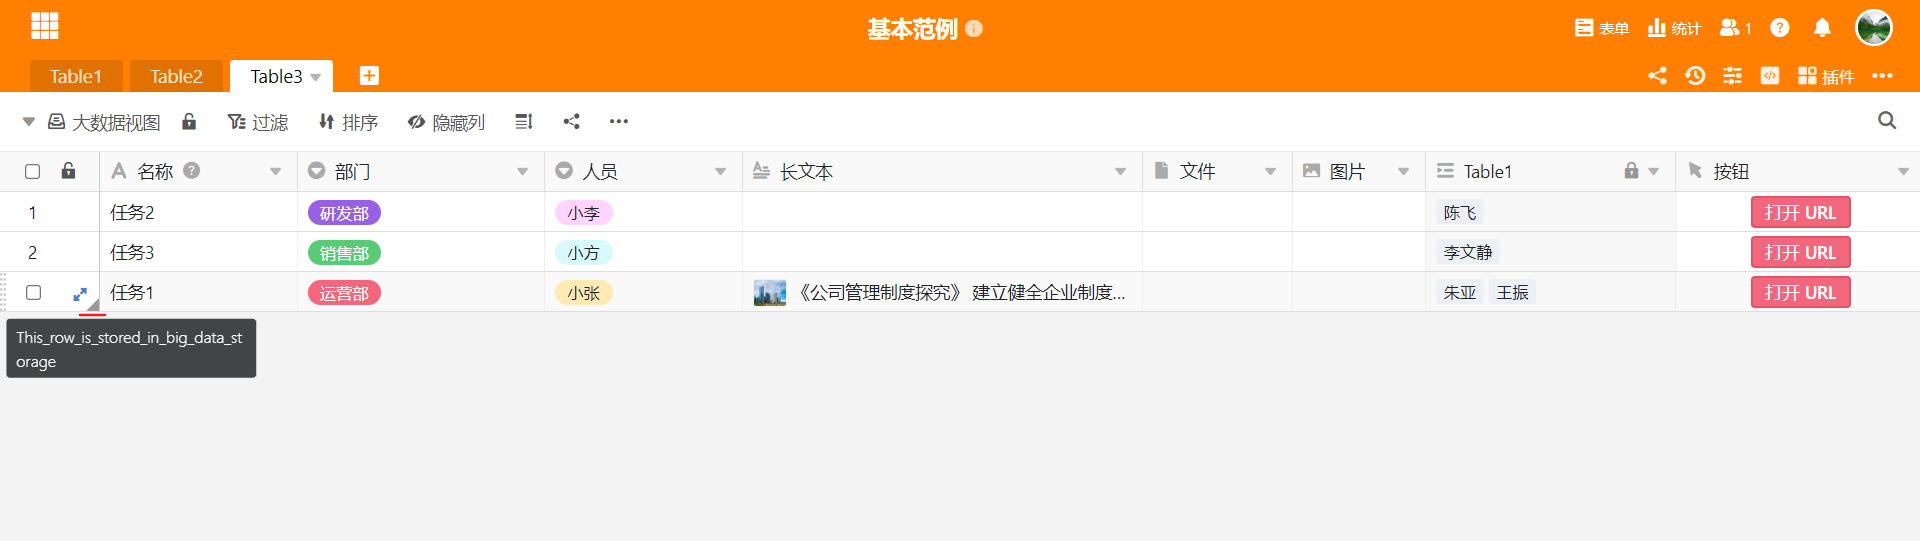 基本范例
表单 统计 1
Table1 Table2 Table3
插件
大数据视图 过滤 排序 隐藏列
名称 部门 人员 长文本 文件 图片 Table1 按钮
1 任务2 研发部 小李 陈飞 打开 URL
2 任务3 销售部 小方 李文静 打开 URL
任务1 运营部 小张 《公司管理制度探究》 建立健全企业制度... 朱亚 王振 打开 URL
This_row_is_stored_in_big_data_st
orage